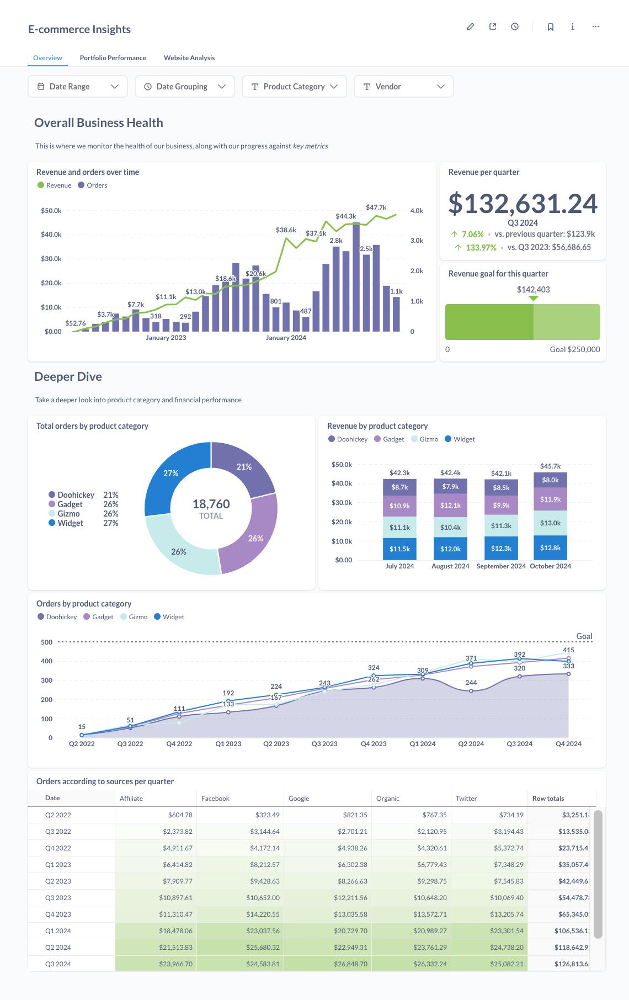 E-commerce Insights
Overview Portfolio Performance Website Analysis
Date Range Date Grouping Product Category Vendor
Overall Business Health
This is where we monitor the health of our business, along with our progress against key metrics
Revenue and orders over time
Revenue Orders
$50.0k
$40.0k
$30.0k
$20.0k
$10.0k
$0.00
$52.76 $3.7k $7.7k $11.1k $13.0k $18.6k $20.6k $38.6k $37.1k $44.3k $47.7k
318 292 801 487 2.8k 2.5k 1.1k
4.0k
3.0k
2.0k
1.0k
0
January 2023 January 2024
Revenue per quarter
$132,631.24
Q3 2024
7.06% • vs. previous quarter: $123.9k
133.97% • vs. Q3 2023: $56,686.65
Revenue goal for this quarter
$142,403
0 Goal $250,000
Deeper Dive
Take a deeper look into product category and financial performance
Total orders by product category
Doohickey 21%
Gadget 26%
Gizmo 26%
Widget 27%
27% 21%
18,760
TOTAL
26% 26%
Revenue by product category
Doohickey Gadget Gizmo Widget
$50.0k
$40.0k
$30.0k
$20.0k
$10.0k
$0.00
$42.3k $42.4k $42.1k $45.7k
$8.7k $7.9k $8.5k $8.0k
$10.9k $12.1k $9.9k $11.9k
$11.1k $10.4k $11.3k $13.0k
$11.5k $12.0k $12.3k $12.8k
July 2024 August 2024 September 2024 October 2024
Orders by product category
Doohickey Gadget Gizmo Widget
Goal
500
400
300
200
100
0
15 51 111 192 224 243 324 309 371 392 415
133 167 262 244 320 333
Q2 2022 Q3 2022 Q4 2022 Q1 2023 Q2 2023 Q3 2023 Q4 2023 Q1 2024 Q2 2024 Q3 2024 Q4 2024
Orders according to sources per quarter
Date Affiliate Facebook Google Organic Twitter Row totals
Q2 2022 $604.78 $323.49 $821.35 $767.35 $734.19 $3,251.16
Q3 2022 $2,373.82 $3,144.64 $2,701.21 $2,120.95 $3,194.43 $13,535.0
Q4 2022 $4,911.67 $4,172.14 $4,938.26 $4,320.61 $5,372.74 $23,715.4
Q1 2023 $6,414.82 $8,212.57 $6,302.38 $6,779.43 $7,348.29 $35,057.4
Q2 2023 $7,909.77 $9,428.63 $8,266.63 $9,298.75 $7,545.83 $42,449.6
Q3 2023 $10,897.61 $10,652.00 $12,211.56 $10,648.20 $10,069.40 $54,478.7
Q4 2023 $11,310.47 $14,220.55 $13,035.58 $13,572.71 $13,205.74 $65,345.0
Q1 2024 $18,478.06 $23,037.56 $20,729.70 $20,989.27 $23,301.54 $106,536.1
Q2 2024 $21,513.83 $25,680.32 $22,949.31 $23,761.29 $24,738.20 $118,642.9
Q3 2024 $23,966.70 $24,583.81 $26,848.70 $26,332.24 $25,082.21 $126,813.6